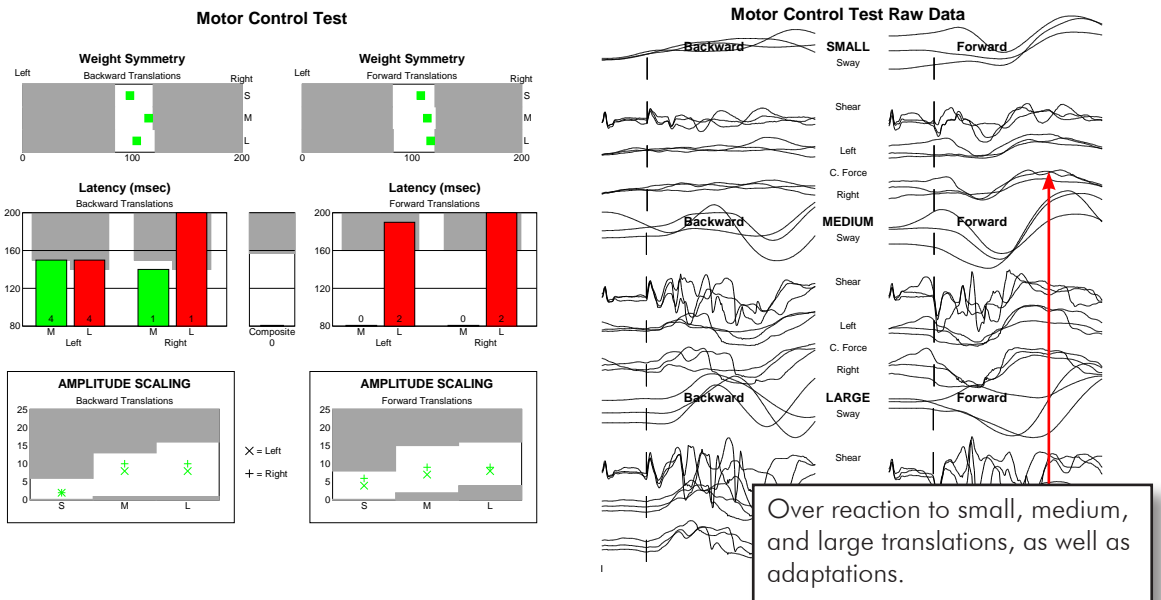 Motor Control Test
Weight Symmetry
Backward Translations
Left
Right
S
M
L
0 100 200
Weight Symmetry
Forward Translations
Left
Right
S
M
L
0 100 200
Latency (msec)
Backward Translations
200
160
120
80
4 4 1 1
M L M L
Left Right
Composite
0
Latency (msec)
Forward Translations
200
160
120
80
0 2 0 2
M L M L
Left Right
AMPLITUDE SCALING
Backward Translations
25
20
15
10
5
0
S M L
X = Left
+ = Right
AMPLITUDE SCALING
Forward Translations
25
20
15
10
5
0
S M L
Motor Control Test Raw Data
Backward SMALL Forward
Sway
Shear
Left
C. Force
Right
Backward MEDIUM Forward
Sway
Shear
Left
C. Force
Right
Backward LARGE Forward
Sway
Shear
Over reaction to small, medium,
and large translations, as well as
adaptations.